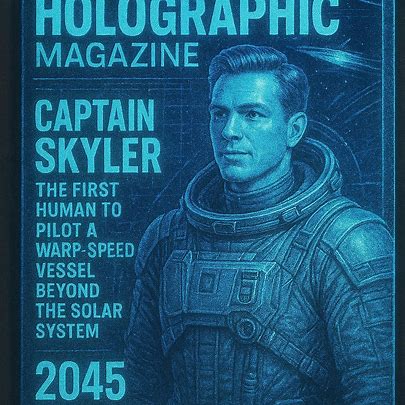 HOLOGRAPHIC
MAGAZINE
CAPTAIN
SKYLER
THE FIRST
HUMAN TO
PILOT A
WARP-SPEED
VESSEL
BEYOND
THE SOLAR
SYSTEM
2045